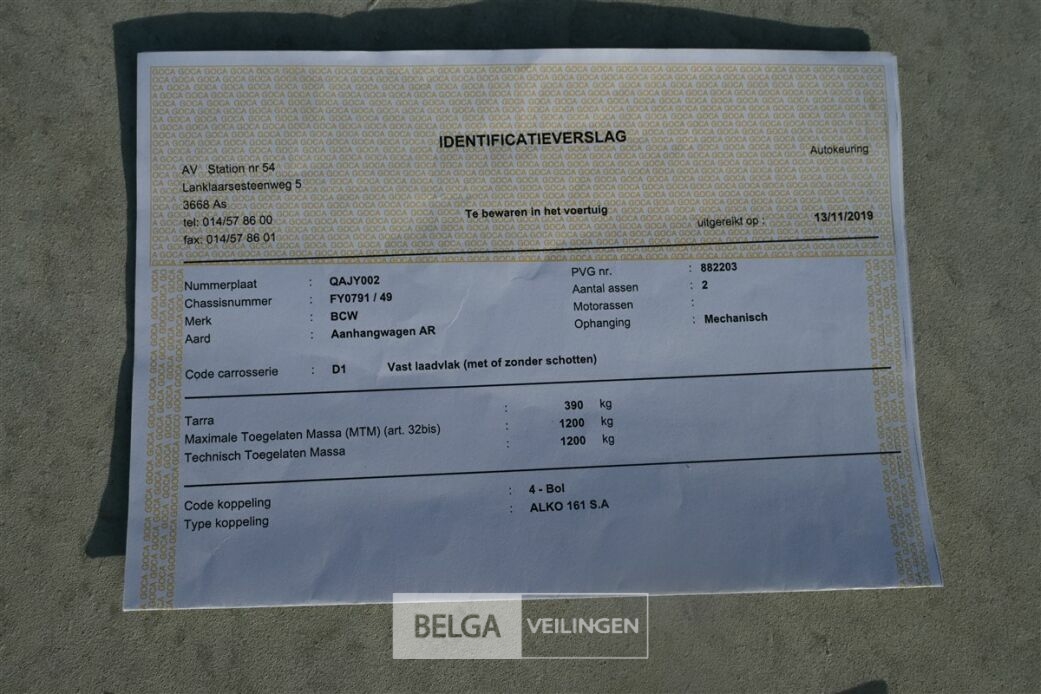 IDENTIFICATIEVERSLAG
Autokeuring
AV Station nr 54
Lanklaarsesteenweg 5
3668 As
tel: 014/57 86 00
fax: 014/57 86 01
Te bewaren in het voertuig
uitgereikt op : 13/11/2019
Nummerplaat : QAJY002
Chassisnummer : FY0791 / 49
Merk : BCW
Aard : Aanhangwagen AR
PVG nr. : 882203
Aantal assen : 2
Motorassen :
Ophanging : Mechanisch
Code carrosserie : D1 Vast laadvlak (met of zonder schotten)
Tarra : 390 kg
Maximale Toegelaten Massa (MTM) (art. 32bis) : 1200 kg
Technisch Toegelaten Massa : 1200 kg
Code koppeling : 4 - Bol
Type koppeling : ALKO 161 S.A
BELGA VEILINGEN